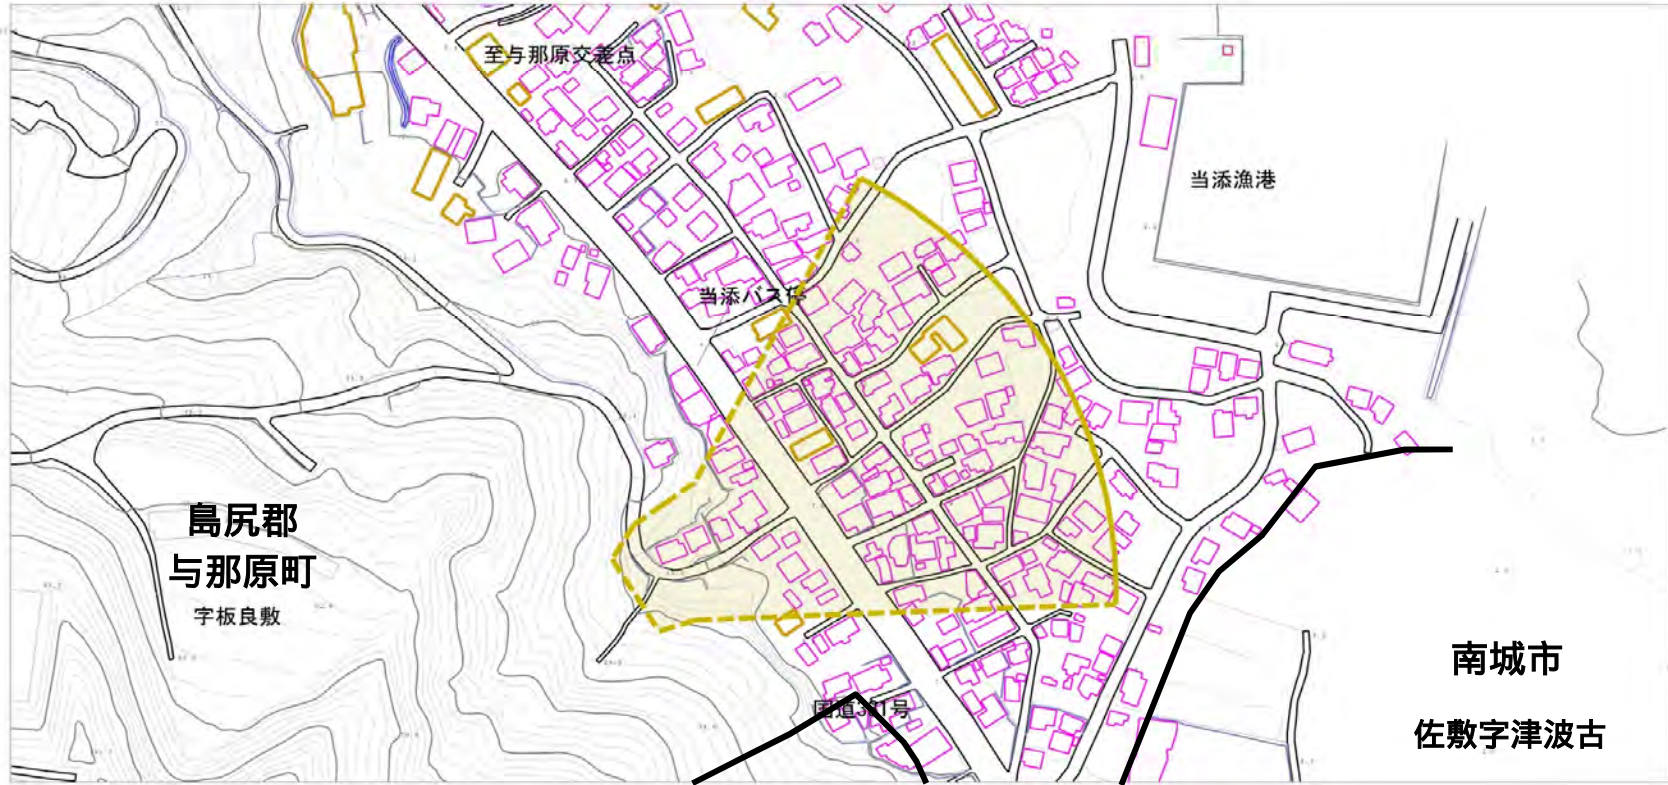 至与那原交差点
当添漁港
当添バス停
島尻郡
与那原町
字板良敷
南城市
佐敷字津波古
国道331号